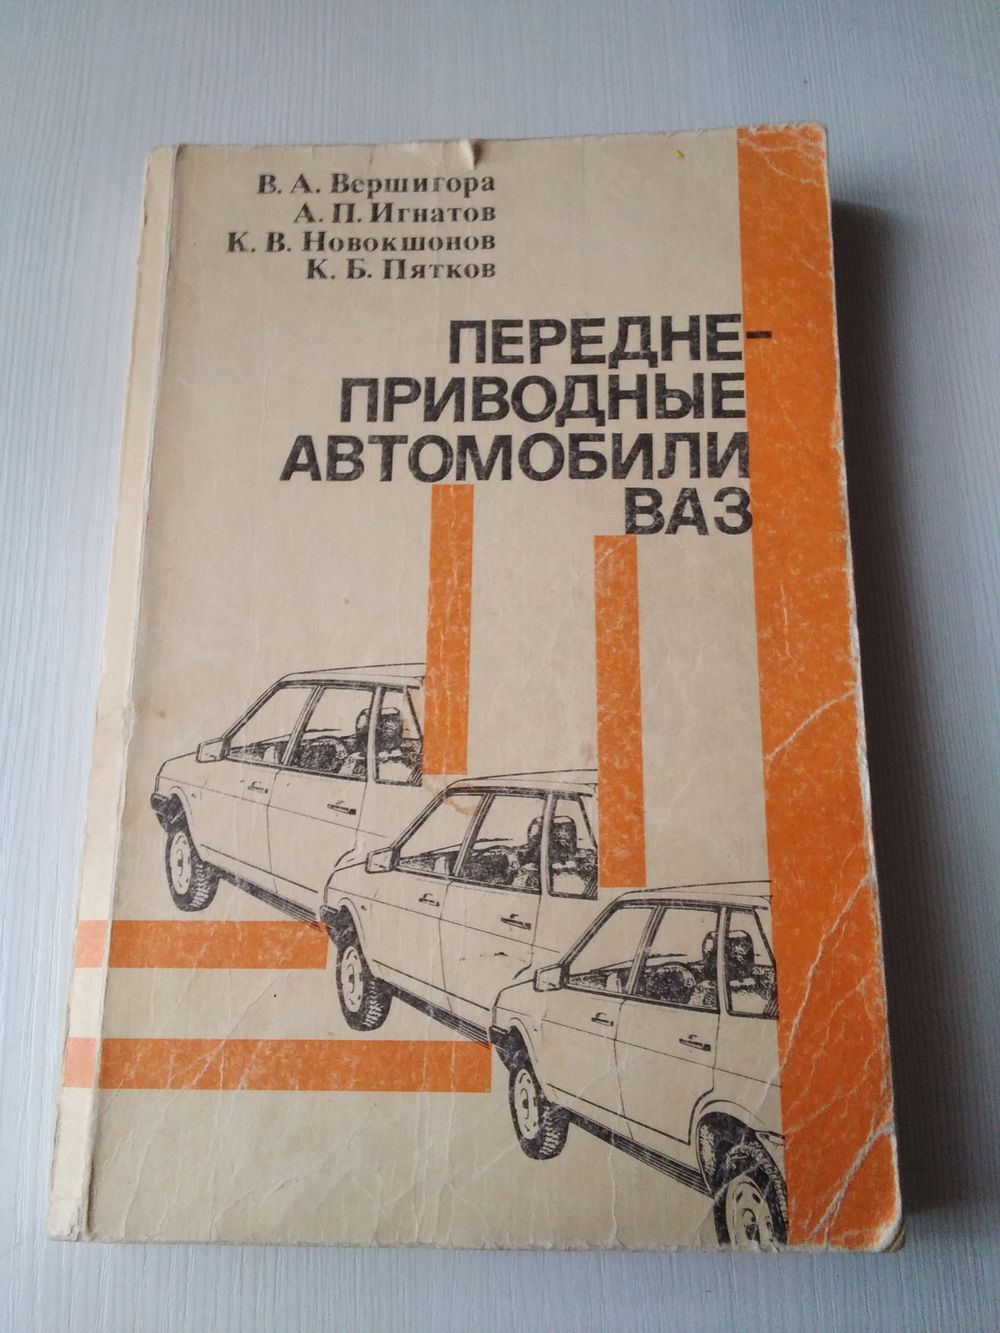 В. А. Вершигора
А. П. Игнатов
К. В. Новокшонов
К. Б. Пятков
ПЕРЕДНЕ-
ПРИВОДНЫЕ
АВТОМОБИЛИ
ВАЗ